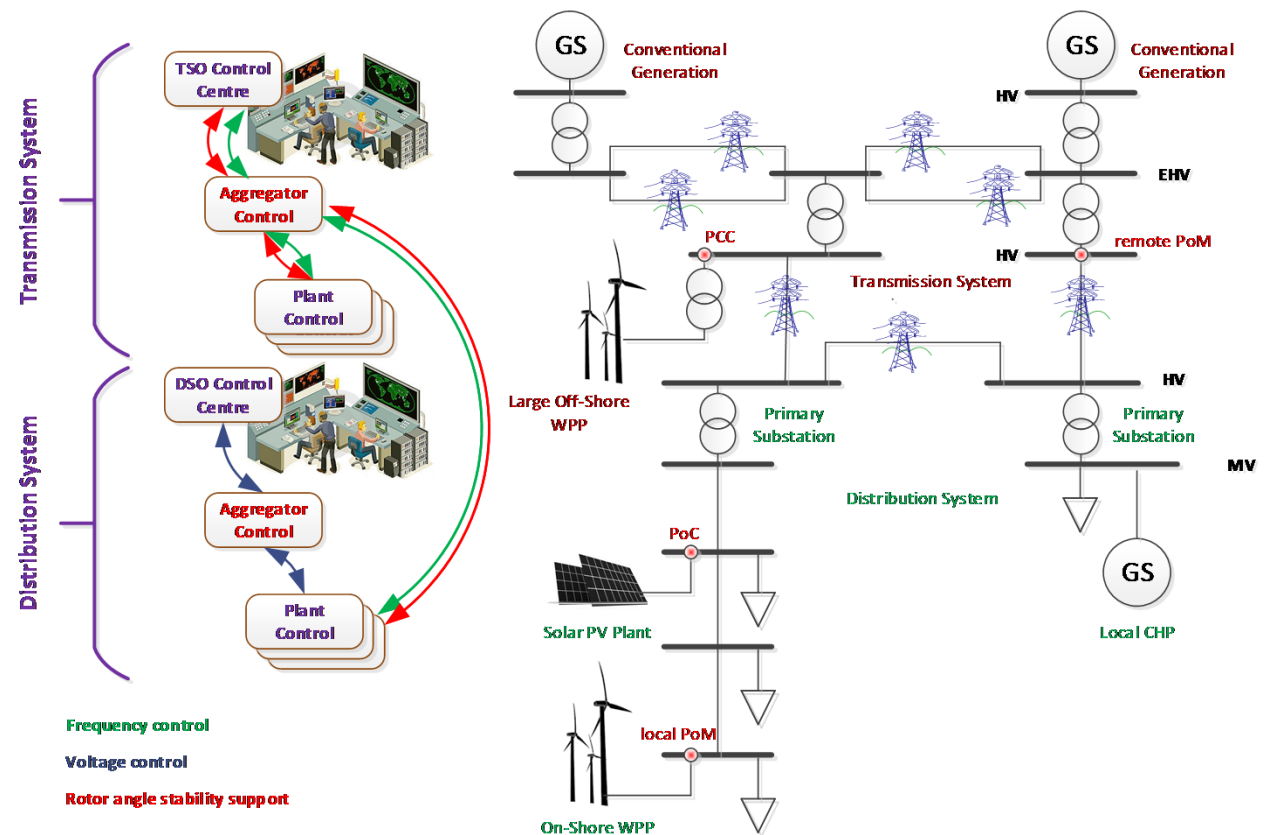 Transmission System
TSO Control
Centre
Aggregator
Control
Plant
Control
Distribution System
DSO Control
Centre
Aggregator
Control
Plant
Control
Frequency control
Voltage control
Rotor angle stability support
GS
Conventional
Generation
GS
Conventional
Generation
HV
EHV
PCC
HV
remote PoM
Transmission System
Large Off-Shore
WPP
HV
Primary
Substation
Primary
Substation
MV
Distribution System
PoC
Solar PV Plant
GS
Local CHP
local PoM
On-Shore WPP